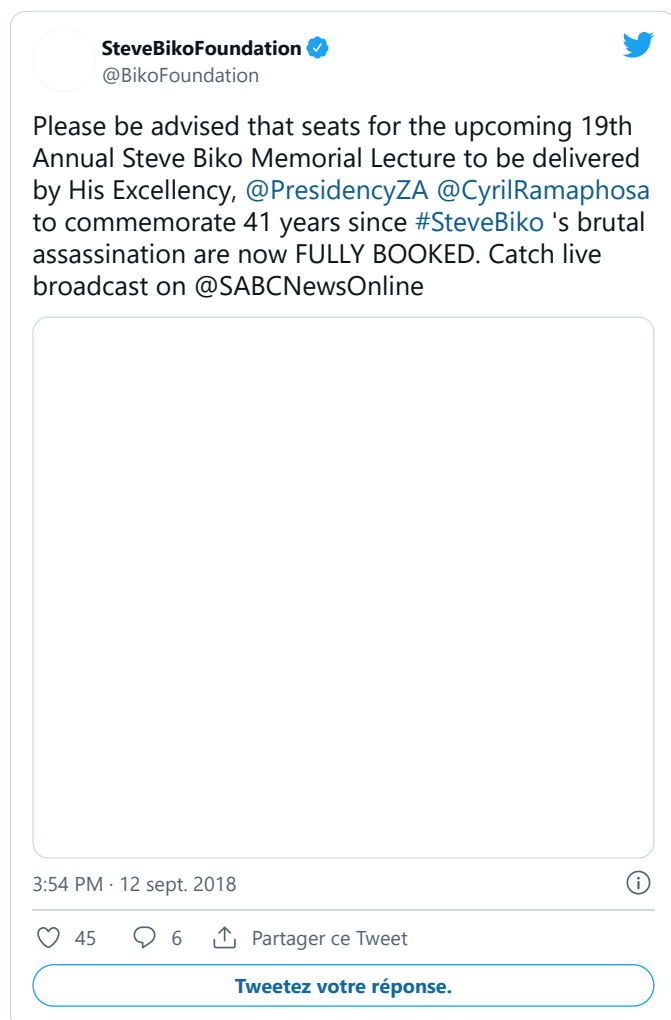 SteveBikoFoundation
@BikoFoundation
Please be advised that seats for the upcoming 19th
Annual Steve Biko Memorial Lecture to be delivered
by His Excellency, @PresidencyZA @CyrilRamaphosa
to commemorate 41 years since #SteveBiko 's brutal
assassination are now FULLY BOOKED. Catch live
broadcast on @SABCNewsOnline
3:54 PM · 12 sept. 2018
45 6 Partager ce Tweet
Tweetez votre réponse.